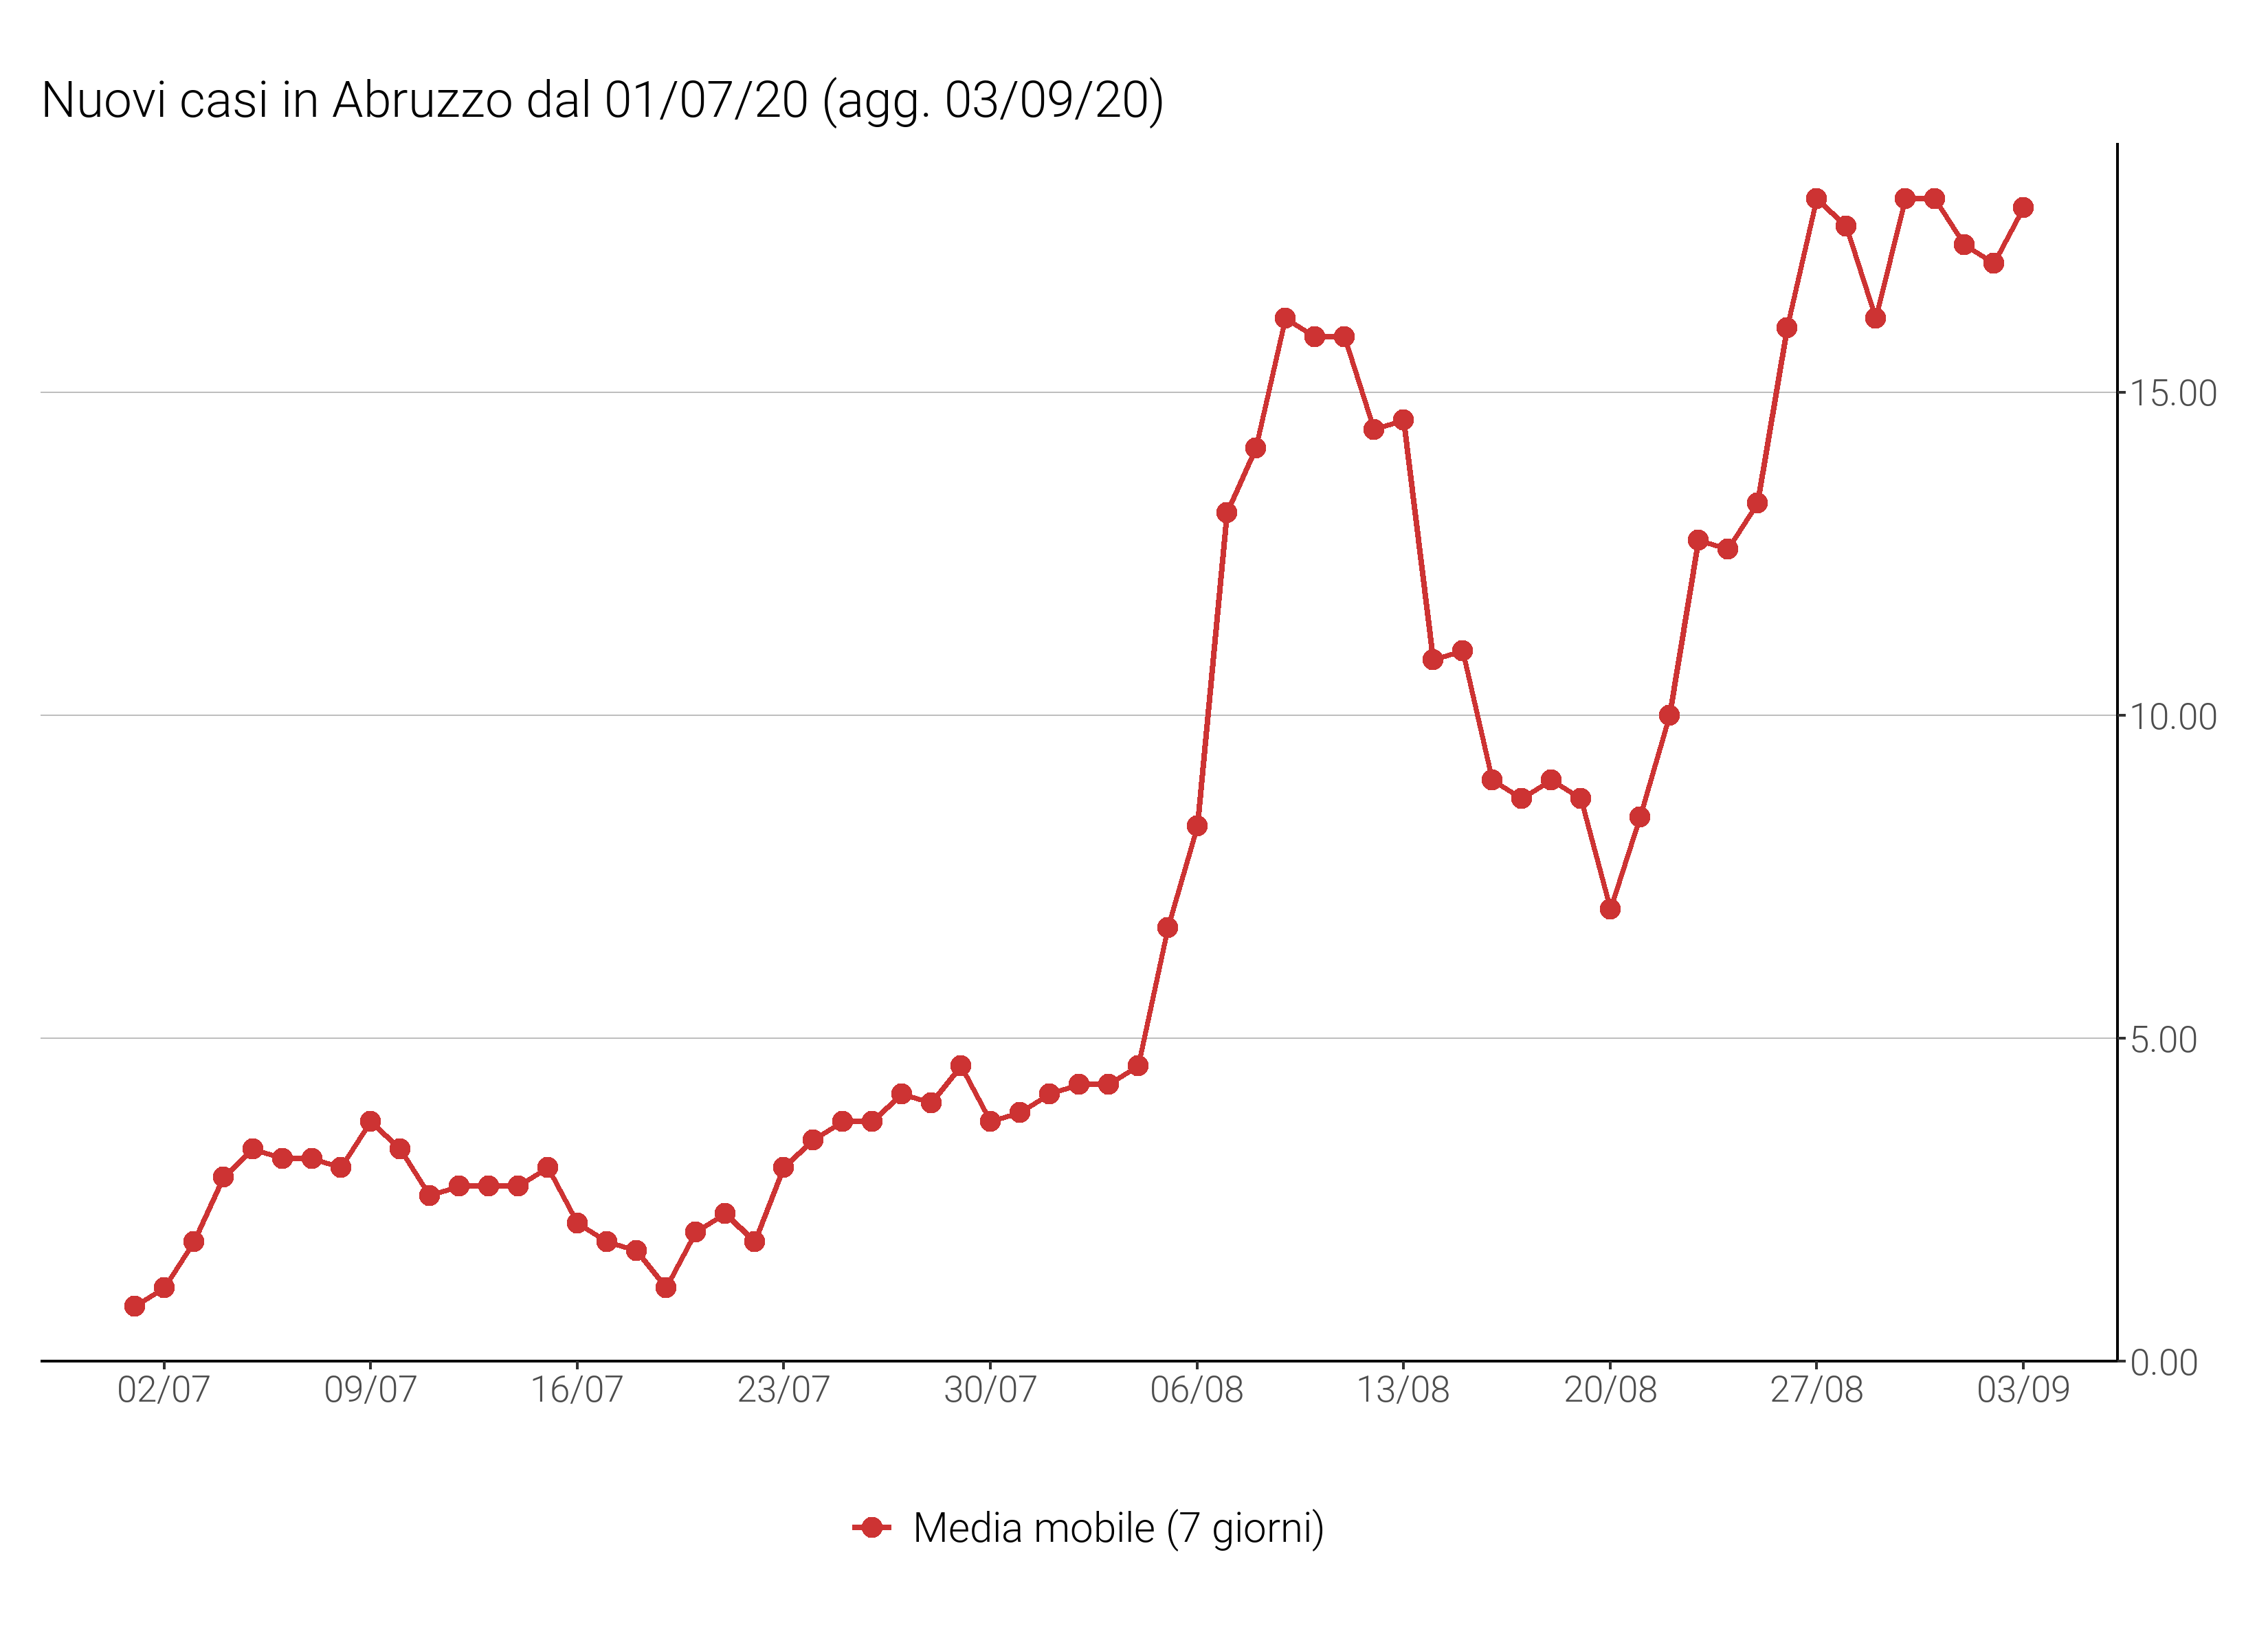 Nuovi casi in Abruzzo dal 01/07/20 (agg. 03/09/20)
15.00
10.00
5.00
0.00
02/07 09/07 16/07 23/07 30/07 06/08 13/08 20/08 27/08 03/09
Media mobile (7 giorni)